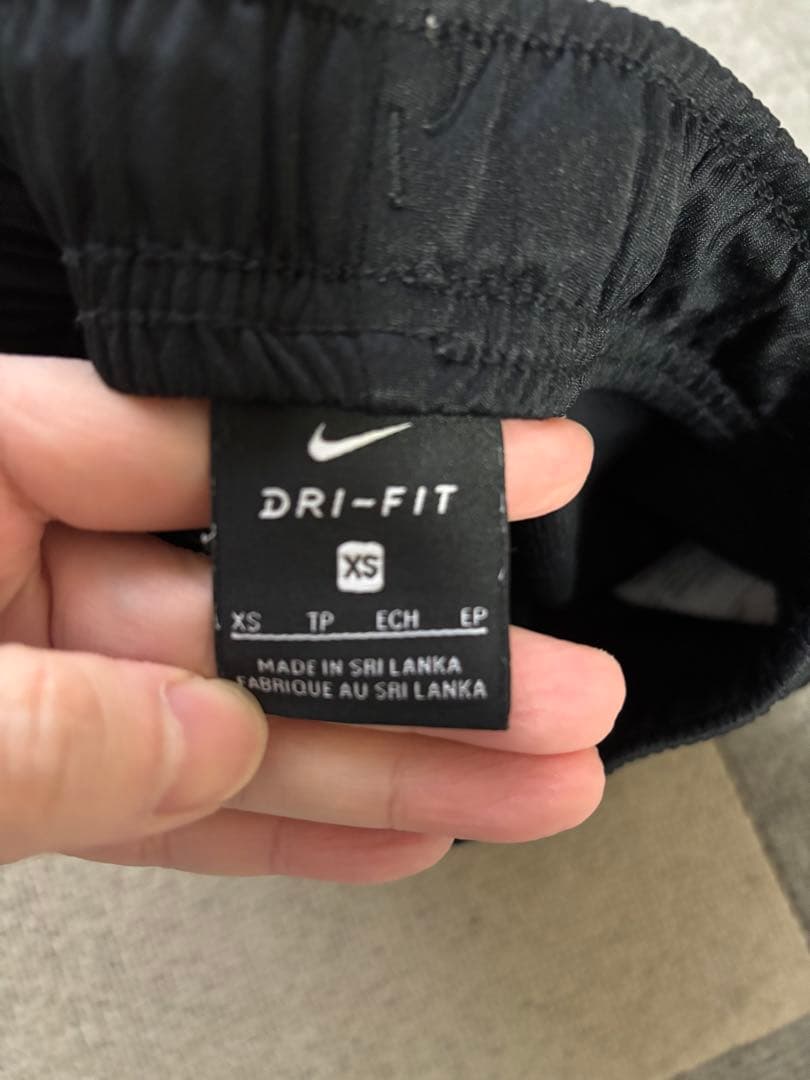 DRI-FIT
XS
XS TP ECH EP
MADE IN SRI LANKA
FABRIQUE AU SRI LANKA